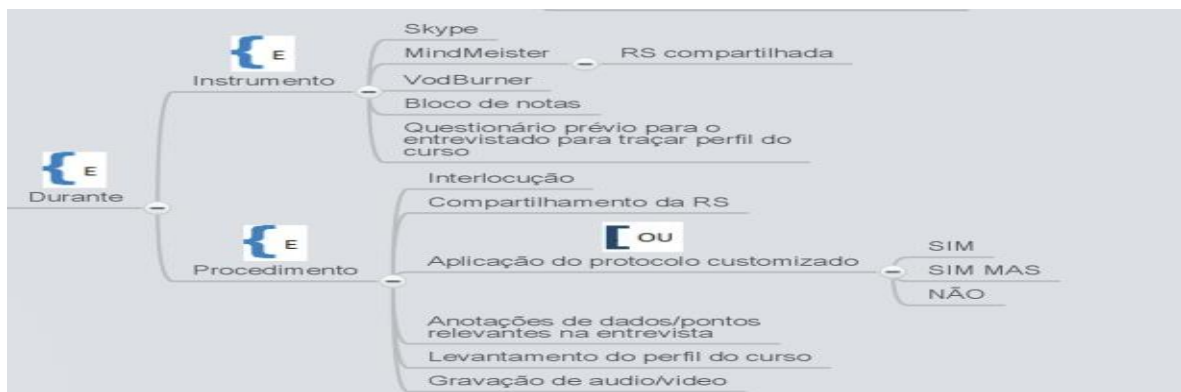 Skype
E
MindMeister
RS compartilhada
Instrumento
VodBurner
Bloco de notas
Questionário prévio para o
entrevistado para traçar perfil do
curso
E
Durante
Interlocução
Compartilhamento da RS
E
OU
Procedimento
Aplicação do protocolo customizado
SIM
SIM MAS
NÃO
Anotações de dados/pontos
relevantes na entrevista
Levantamento do perfil do curso
Gravação de audio/video